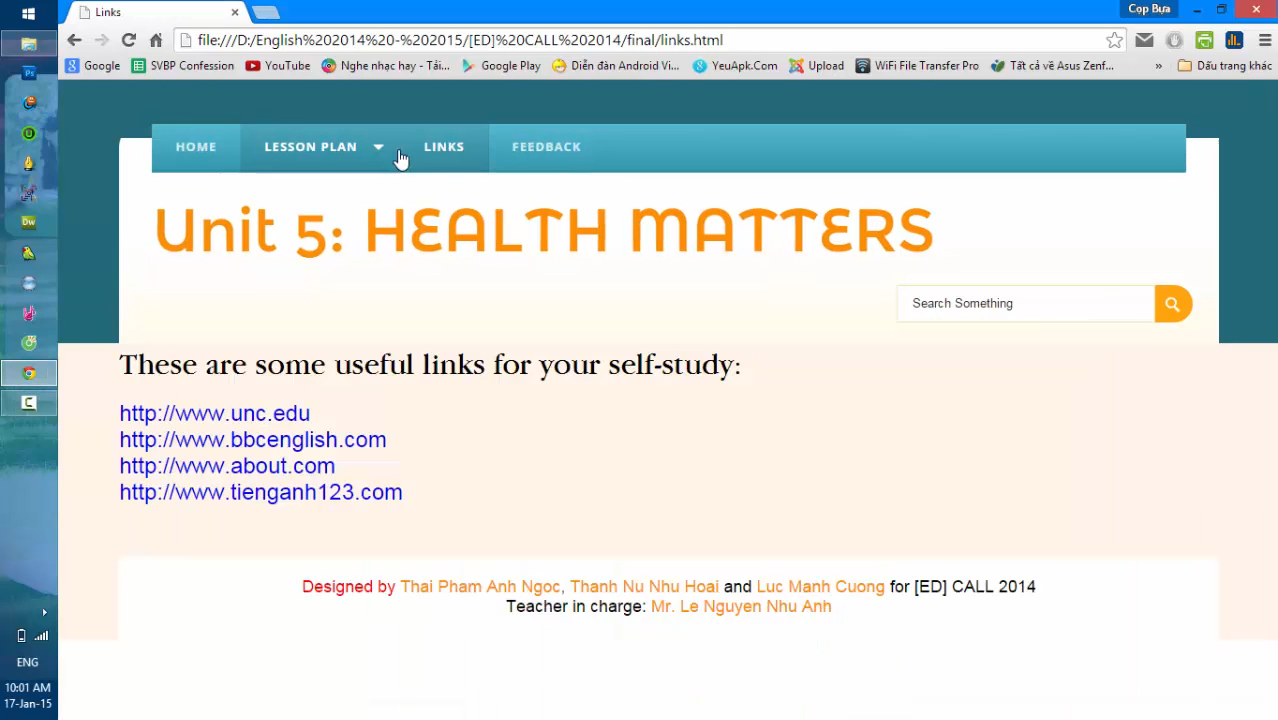 Links
Cọp Bựa
file:///D:/English%202014%20-%202015/[ED]%20CALL%202014/final/links.html
Google SVBP Confession YouTube Nghe nhạc hay - Tải... Google Play Diễn đàn Android Vi... YeuApk.Com Upload WiFi File Transfer Pro Tất cả về Asus Zenf... » Dấu trang khác
HOME LESSON PLAN LINKS FEEDBACK
Unit 5: HEALTH MATTERS
Search Something
These are some useful links for your self-study:
http://www.unc.edu
http://www.bbcenglish.com
http://www.about.com
http://www.tienganh123.com
Designed by Thai Pham Anh Ngoc, Thanh Nu Nhu Hoai and Luc Manh Cuong for [ED] CALL 2014
Teacher in charge: Mr. Le Nguyen Nhu Anh
ENG
10:01 AM
17-Jan-15